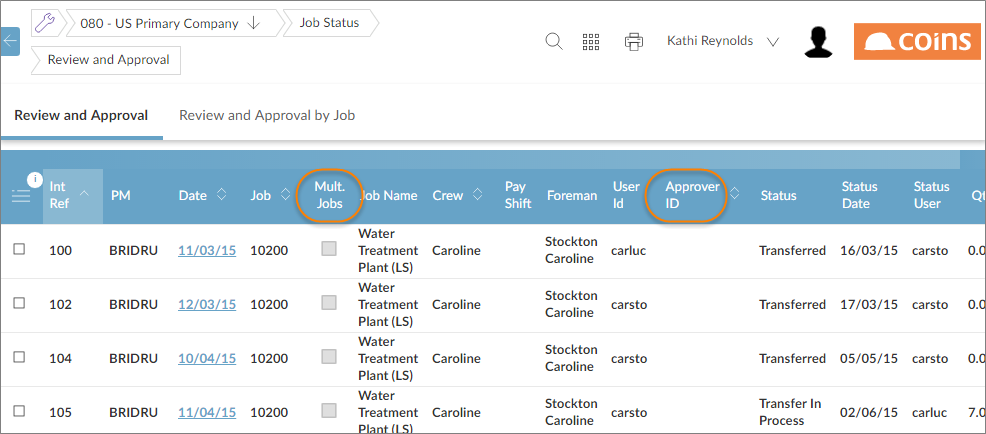 080 - US Primary Company
Job Status
Review and Approval
Kathi Reynolds
coins
Review and Approval
Review and Approval by Job
i
Int Ref PM Date Job Mult. Jobs Job Name Crew Pay Shift Foreman User Id Approver ID Status Status Date Status User Qt
100 BRIDRU 11/03/15 10200 Water Treatment Plant (LS) Caroline Stockton Caroline carluc Transferred 16/03/15 carsto 0.0
102 BRIDRU 12/03/15 10200 Water Treatment Plant (LS) Caroline Stockton Caroline carsto Transferred 17/03/15 carsto 0.0
104 BRIDRU 10/04/15 10200 Water Treatment Plant (LS) Caroline Stockton Caroline carsto Transferred 05/05/15 carsto 0.0
105 BRIDRU 11/04/15 10200 Water Treatment Plant (LS) Caroline Stockton Caroline carsto Transfer In Process 02/06/15 carluc 7.0